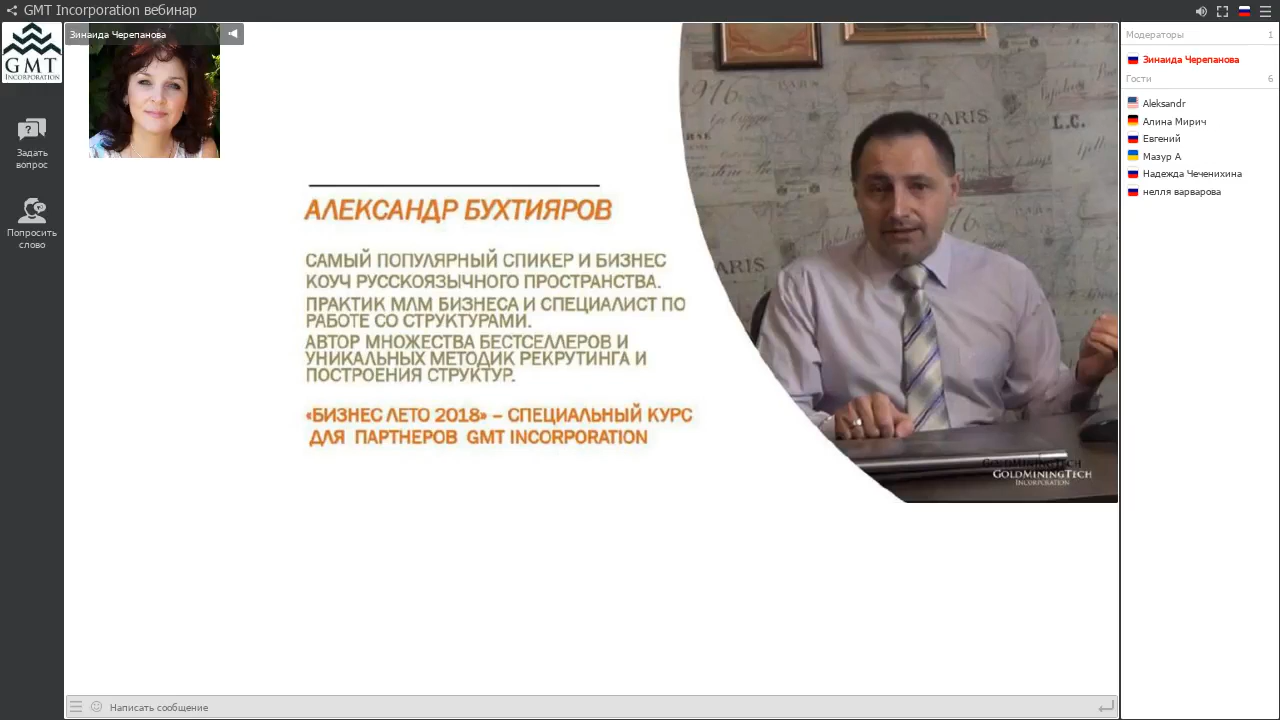 GMT Incorporation вебинар
GMT
INCORPORATION
Задать
вопрос
Попросить
слово
Зинаида Черепанова
АЛЕКСАНДР БУХТИЯРОВ
САМЫЙ ПОПУЛЯРНЫЙ СПИКЕР И БИЗНЕС
КОУЧ РУССКОЯЗЫЧНОГО ПРОСТРАНСТВА.
ПРАКТИК МЛМ БИЗНЕСА И СПЕЦИАЛИСТ ПО
РАБОТЕ СО СТРУКТУРАМИ.
АВТОР МНОЖЕСТВА БЕСТСЕЛЛЕРОВ И
УНИКАЛЬНЫХ МЕТОДИК РЕКРУТИНГА И
ПОСТРОЕНИЯ СТРУКТУР.
«БИЗНЕС ЛЕТО 2018» – СПЕЦИАЛЬНЫЙ КУРС
ДЛЯ ПАРТНЕРОВ GMT INCORPORATION
PARIS
L.C.
ARIS
GOLDMININGTECH
GOLDMININGTECH
INCORPORATION
Написать сообщение
Модераторы 1
Зинаида Черепанова
Гости 6
Aleksandr
Алина Мирич
Евгений
Мазур А
Надежда Чеченихина
нелля варварова